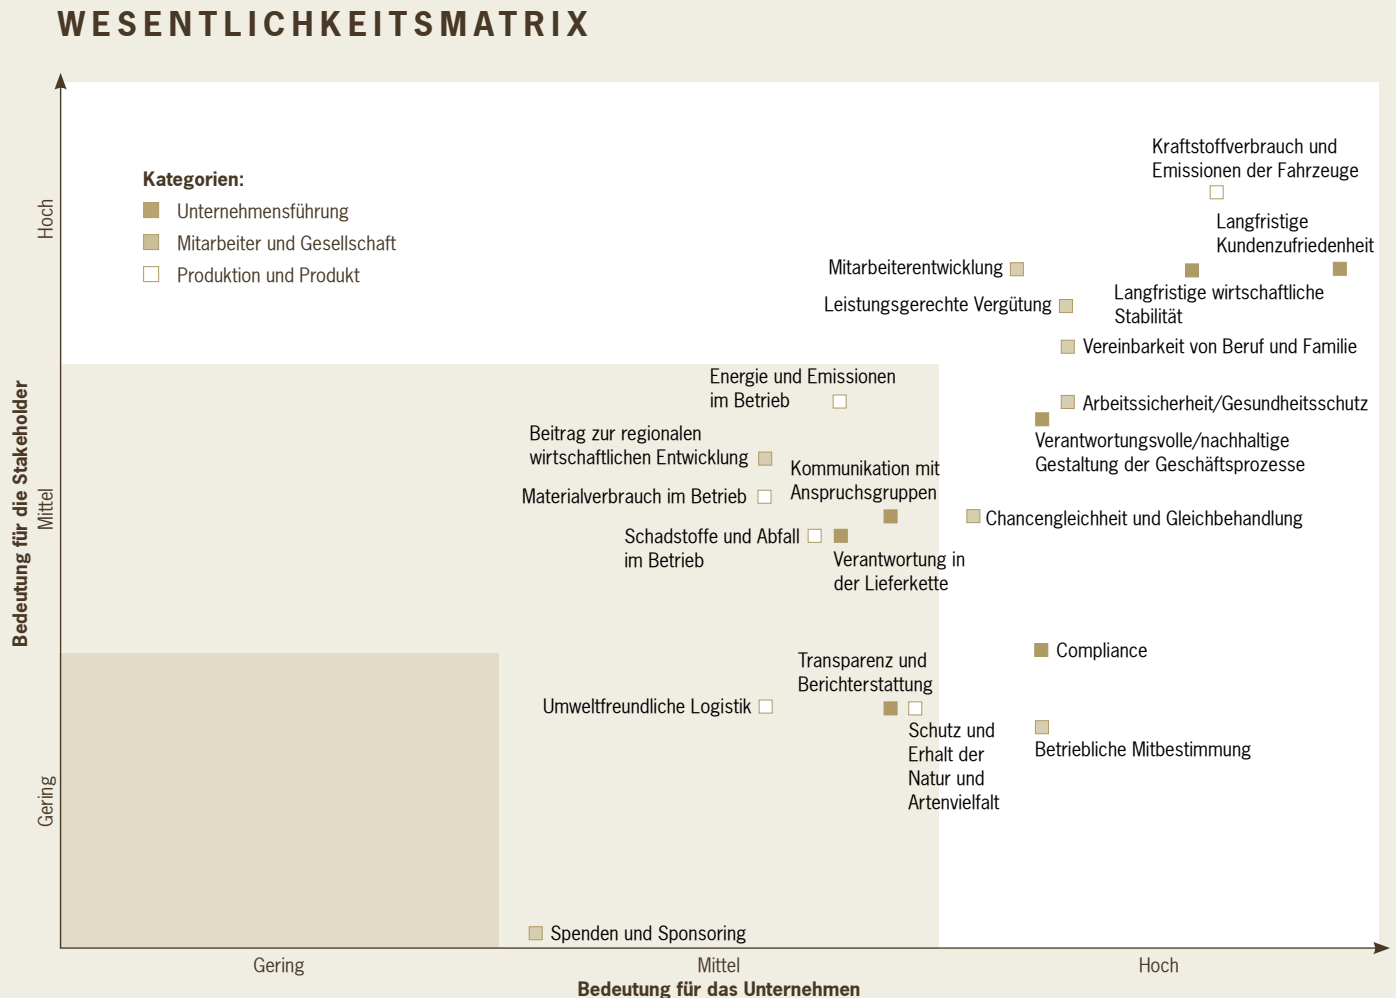 WESENTLICHKEITSMATRIX
Kategorien:
Unternehmensführung
Mitarbeiter und Gesellschaft
Produktion und Produkt
Kraftstoffverbrauch und
Emissionen der Fahrzeuge
Langfristige
Kundenzufriedenheit
Mitarbeiterentwicklung
Langfristige wirtschaftliche
Stabilität
Leistungsgerechte Vergütung
Vereinbarkeit von Beruf und Familie
Energie und Emissionen
im Betrieb
Arbeitssicherheit/Gesundheitsschutz
Verantwortungsvolle/nachhaltige
Gestaltung der Geschäftsprozesse
Beitrag zur regionalen
wirtschaftlichen Entwicklung
Kommunikation mit
Anspruchsgruppen
Materialverbrauch im Betrieb
Chancengleichheit und Gleichbehandlung
Schadstoffe und Abfall
im Betrieb
Verantwortung in
der Lieferkette
Compliance
Transparenz und
Berichterstattung
Umweltfreundliche Logistik
Schutz und
Erhalt der
Natur und
Artenvielfalt
Betriebliche Mitbestimmung
Spenden und Sponsoring
Hoch
Mittel
Gering
Bedeutung für die Stakeholder
Gering
Mittel
Hoch
Bedeutung für das Unternehmen